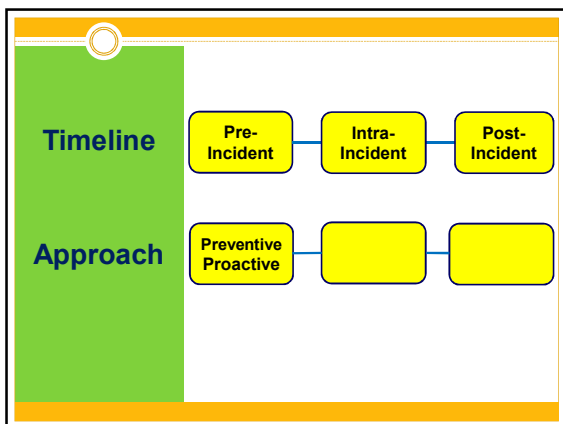 Timeline
Pre-
Incident
Intra-
Incident
Post-
Incident
Approach
Preventive
Proactive